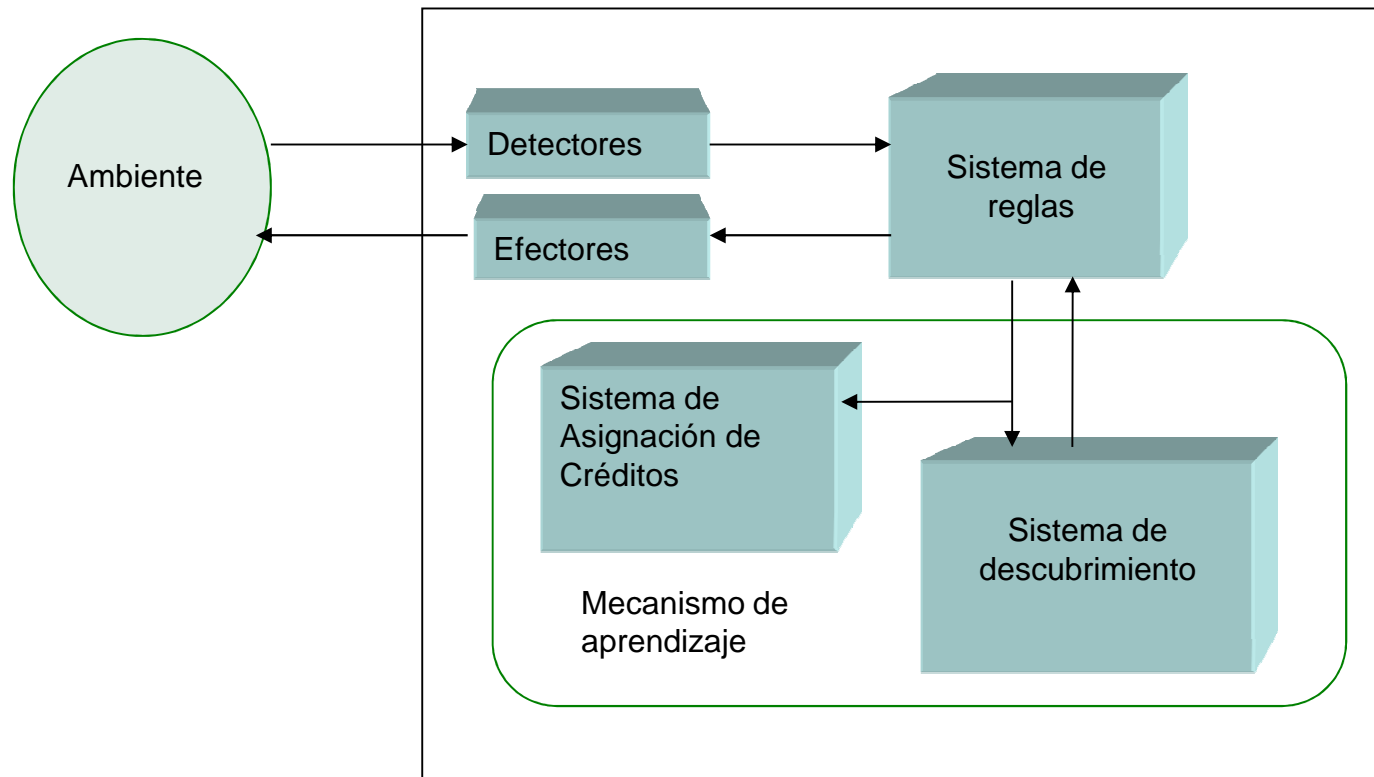 Ambiente
Detectores
Efectores
Sistema de
reglas
Sistema de
Asignación de
Créditos
Sistema de
descubrimiento
Mecanismo de
aprendizaje